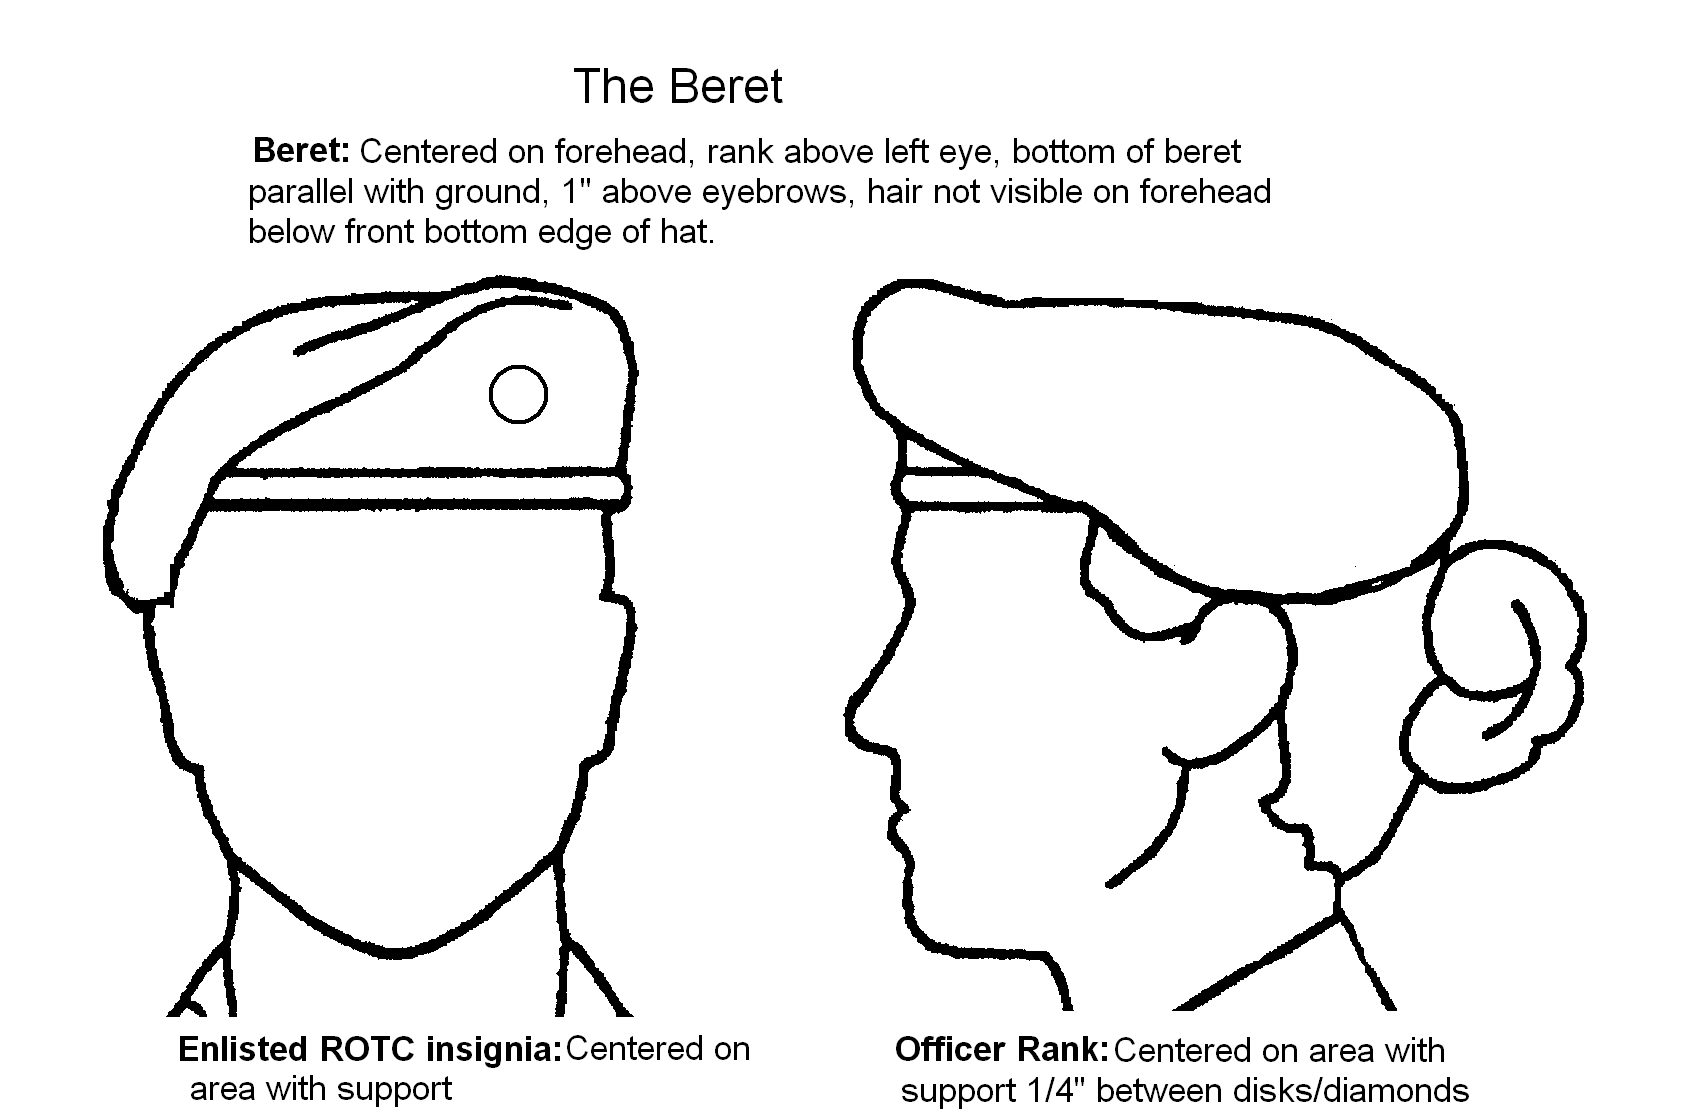 The Beret
Beret: Centered on forehead, rank above left eye, bottom of beret
parallel with ground, 1" above eyebrows, hair not visible on forehead
below front bottom edge of hat.
Enlisted ROTC insignia: Centered on
area with support
Officer Rank: Centered on area with
support 1/4" between disks/diamonds